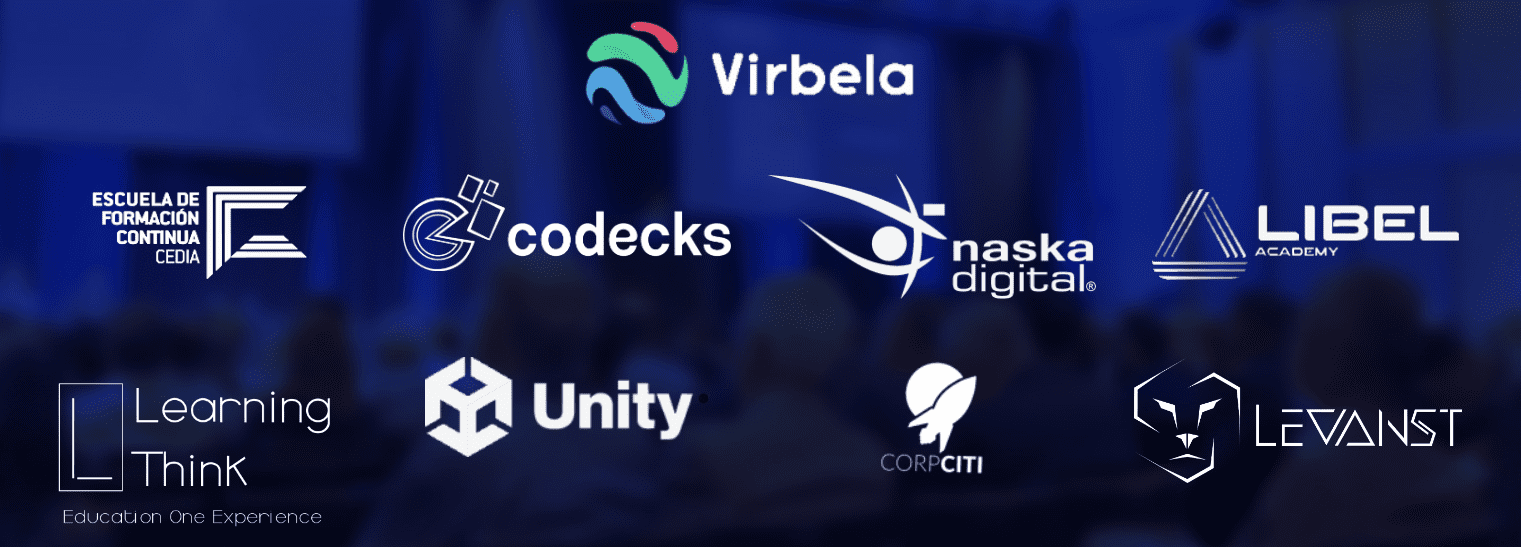 Virbela
ESCUELA DE
FORMACIÓN
CONTINUA
CEDIA
codecks
naska
digital®
LIBEL
ACADEMY
Learning
Think
Education One Experience
Unity
CORPCITI
LEVANST